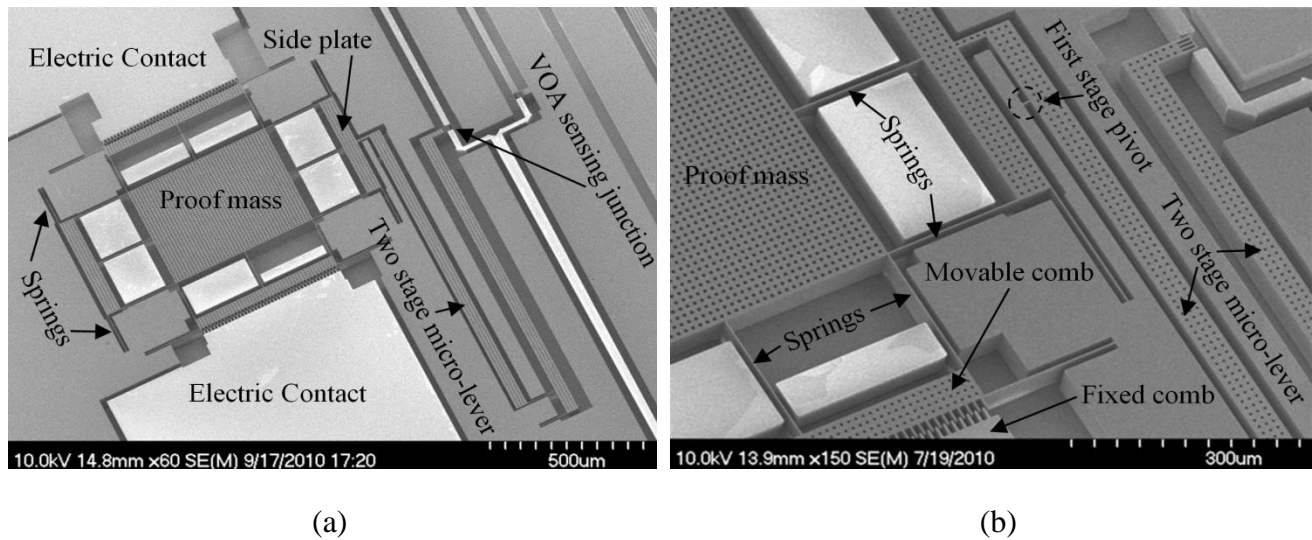 Electric Contact
Side plate
VOA sensing junction
Proof mass
Springs
Two stage micro-lever
Electric Contact
10.0kV 14.8mm x60 SE(M) 9/17/2010 17:20
500um
First stage pivot
Springs
Proof mass
Two stage micro-lever
Movable comb
Springs
Fixed comb
10.0kV 13.9mm x150 SE(M) 7/19/2010
300um
(a)
(b)